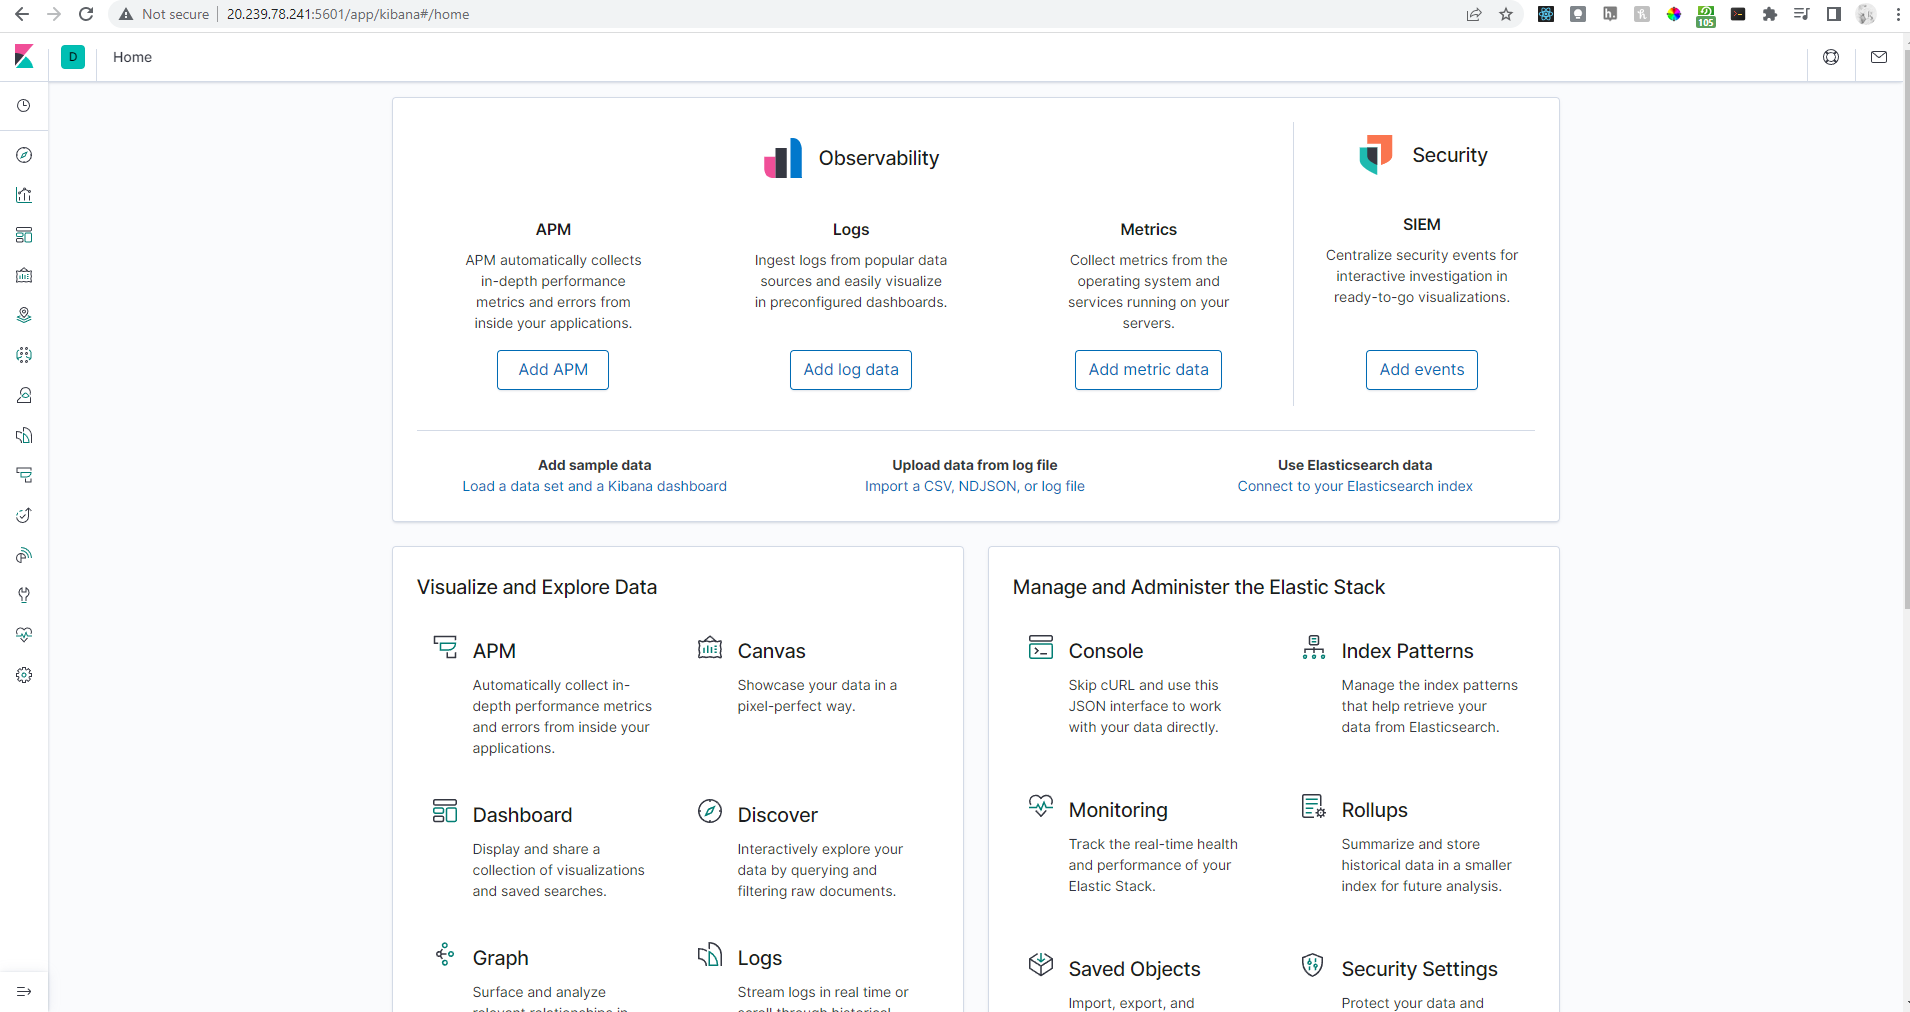 Not secure
20.239.78.241:5601/app/kibana#/home
105
D
Home
Observability
Security
APM
APM automatically collects
in-depth performance
metrics and errors from
inside your applications.
Add APM
Logs
Ingest logs from popular data
sources and easily visualize
in preconfigured dashboards.
Add log data
Metrics
Collect metrics from the
operating system and
services running on your
servers.
Add metric data
SIEM
Centralize security events for
interactive investigation in
ready-to-go visualizations.
Add events
Add sample data
Load a data set and a Kibana dashboard
Upload data from log file
Import a CSV, NDJSON, or log file
Use Elasticsearch data
Connect to your Elasticsearch index
Visualize and Explore Data
APM
Automatically collect in-
depth performance metrics
and errors from inside your
applications.
Canvas
Showcase your data in a
pixel-perfect way.
Dashboard
Display and share a
collection of visualizations
and saved searches.
Discover
Interactively explore your
data by querying and
filtering raw documents.
Graph
Surface and analyze
relevant relationships in
Logs
Stream logs in real time or
scroll through historical
Manage and Administer the Elastic Stack
Console
Skip cURL and use this
JSON interface to work
with your data directly.
Index Patterns
Manage the index patterns
that help retrieve your
data from Elasticsearch.
Monitoring
Track the real-time health
and performance of your
Elastic Stack.
Rollups
Summarize and store
historical data in a smaller
index for future analysis.
Saved Objects
Import, export, and
Security Settings
Protect your data and